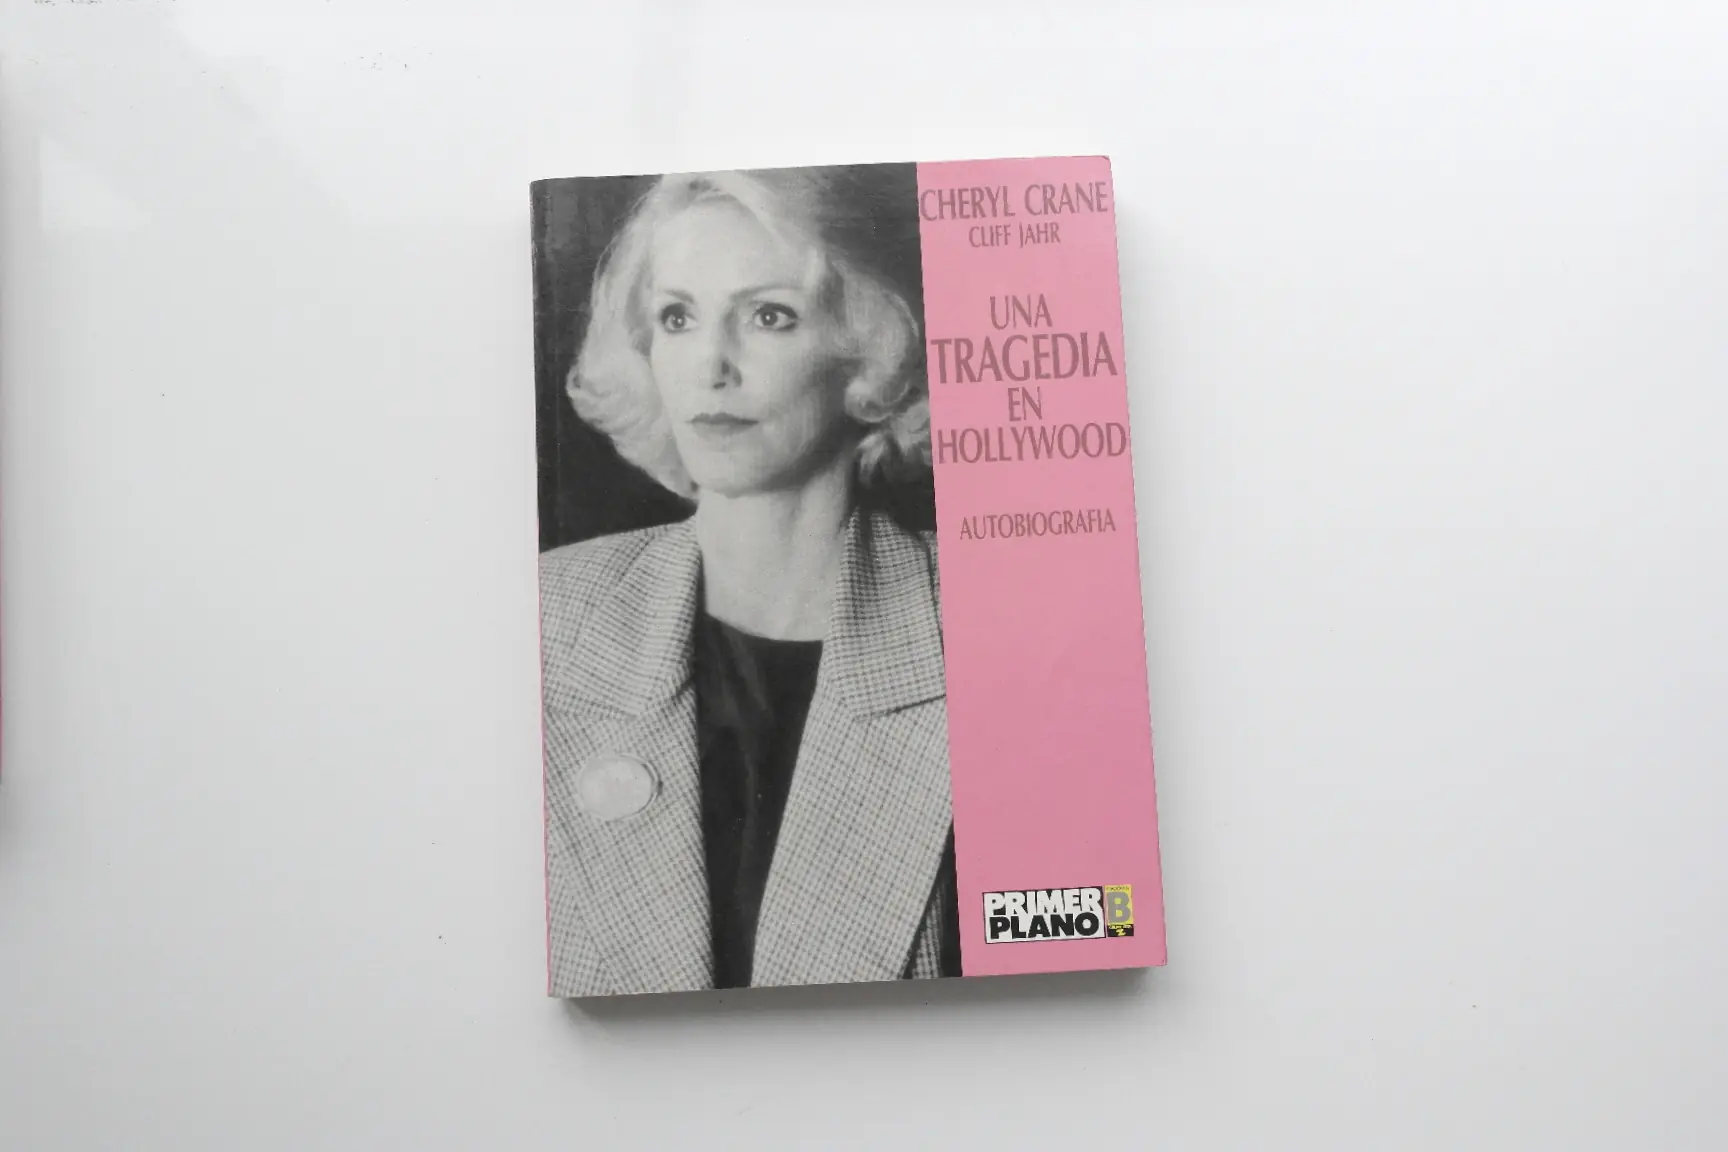 CHERYL CRANE
CLIFF JAHR
UNA
TRAGEDIA
EN
HOLLYWOOD
AUTOBIOGRAFIA
PRIMER
PLANO
B
Z